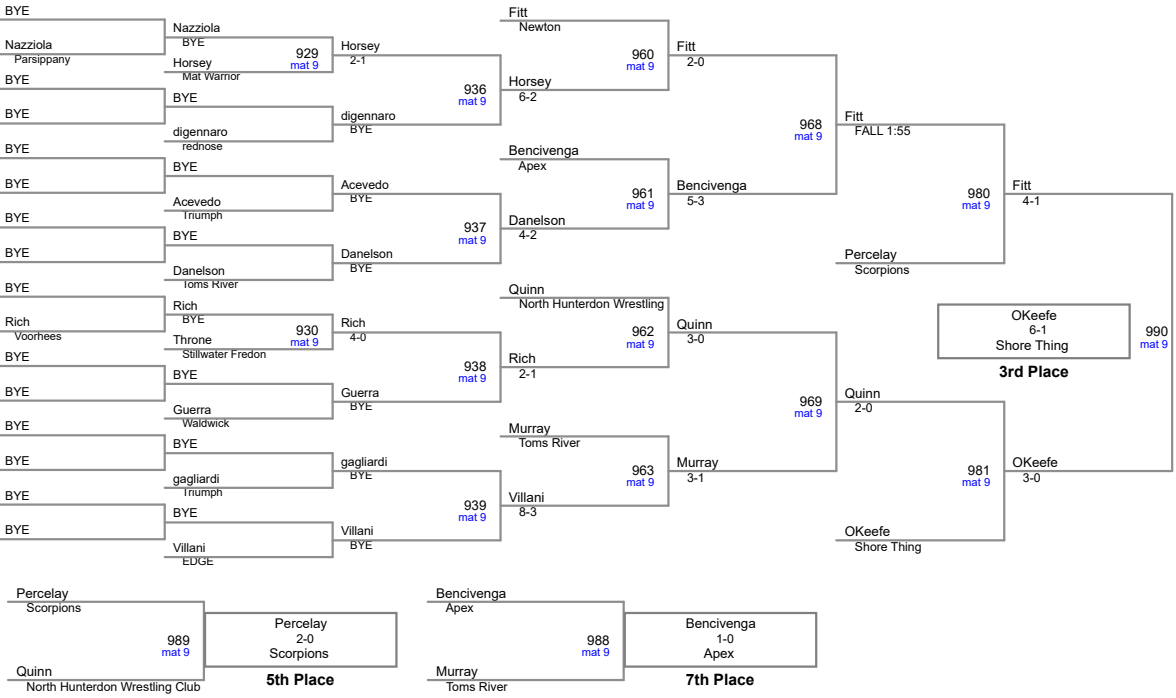 BYE
Nazziola
Parsippany
BYE
BYE
BYE
BYE
BYE
BYE
BYE
Rich
Voorhees
BYE
BYE
BYE
BYE
BYE
BYE
Nazziola
BYE
Horsey
Mat Warrior
929
mat 9
BYE
digennaro
rednose
BYE
Acevedo
Triumph
BYE
Danelson
Toms River
Rich
BYE
Throne
Stillwater Fredon
930
mat 9
BYE
Guerra
Waldwick
BYE
gagliardi
Triumph
BYE
Villani
EDGE
Horsey
2-1
936
mat 9
digennaro
BYE
Acevedo
BYE
937
mat 9
Danelson
BYE
Rich
4-0
938
mat 9
Guerra
BYE
gagliardi
BYE
939
mat 9
Villani
BYE
Fitt
Newton
960
mat 9
Horsey
6-2
Bencivenga
Apex
961
mat 9
Danelson
4-2
Quinn
North Hunterdon Wrestling
962
mat 9
Rich
2-1
Murray
Toms River
963
mat 9
Villani
8-3
Fitt
2-0
968
mat 9
Bencivenga
5-3
Quinn
3-0
969
mat 9
Murray
3-1
Fitt
FALL 1:55
980
mat 9
Percelay
Scorpions
Quinn
2-0
981
mat 9
OKeefe
Shore Thing
Fitt
4-1
OKeefe
6-1
Shore Thing
990
mat 9
3rd Place
OKeefe
3-0
Percelay
Scorpions
989
mat 9
Quinn
North Hunterdon Wrestling Club
Percelay
2-0
Scorpions
5th Place
Bencivenga
Apex
988
mat 9
Murray
Toms River
Bencivenga
1-0
Apex
7th Place